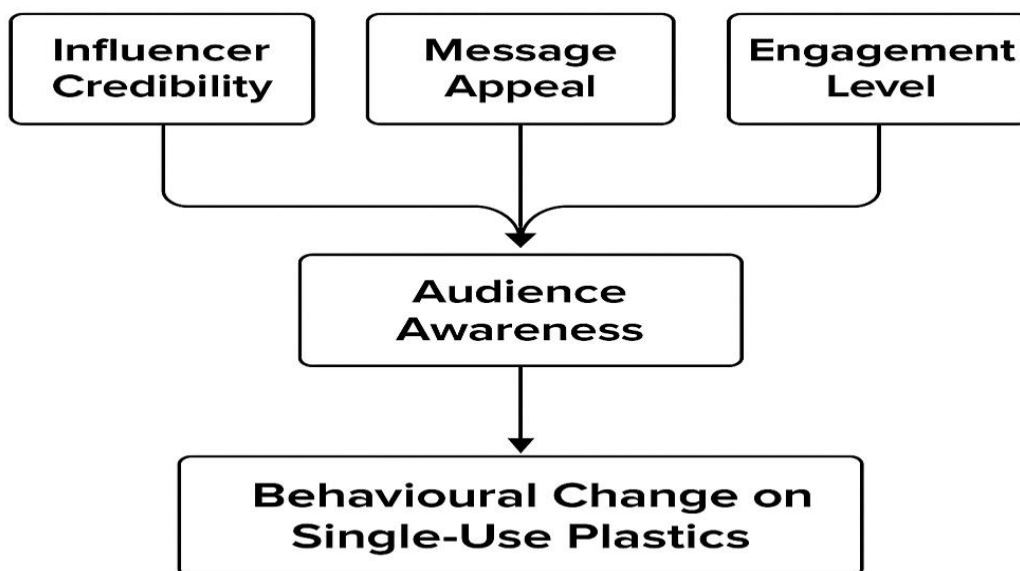 Influencer
Credibility
Message
Appeal
Engagement
Level
Audience
Awareness
Behavioural Change on
Single-Use Plastics